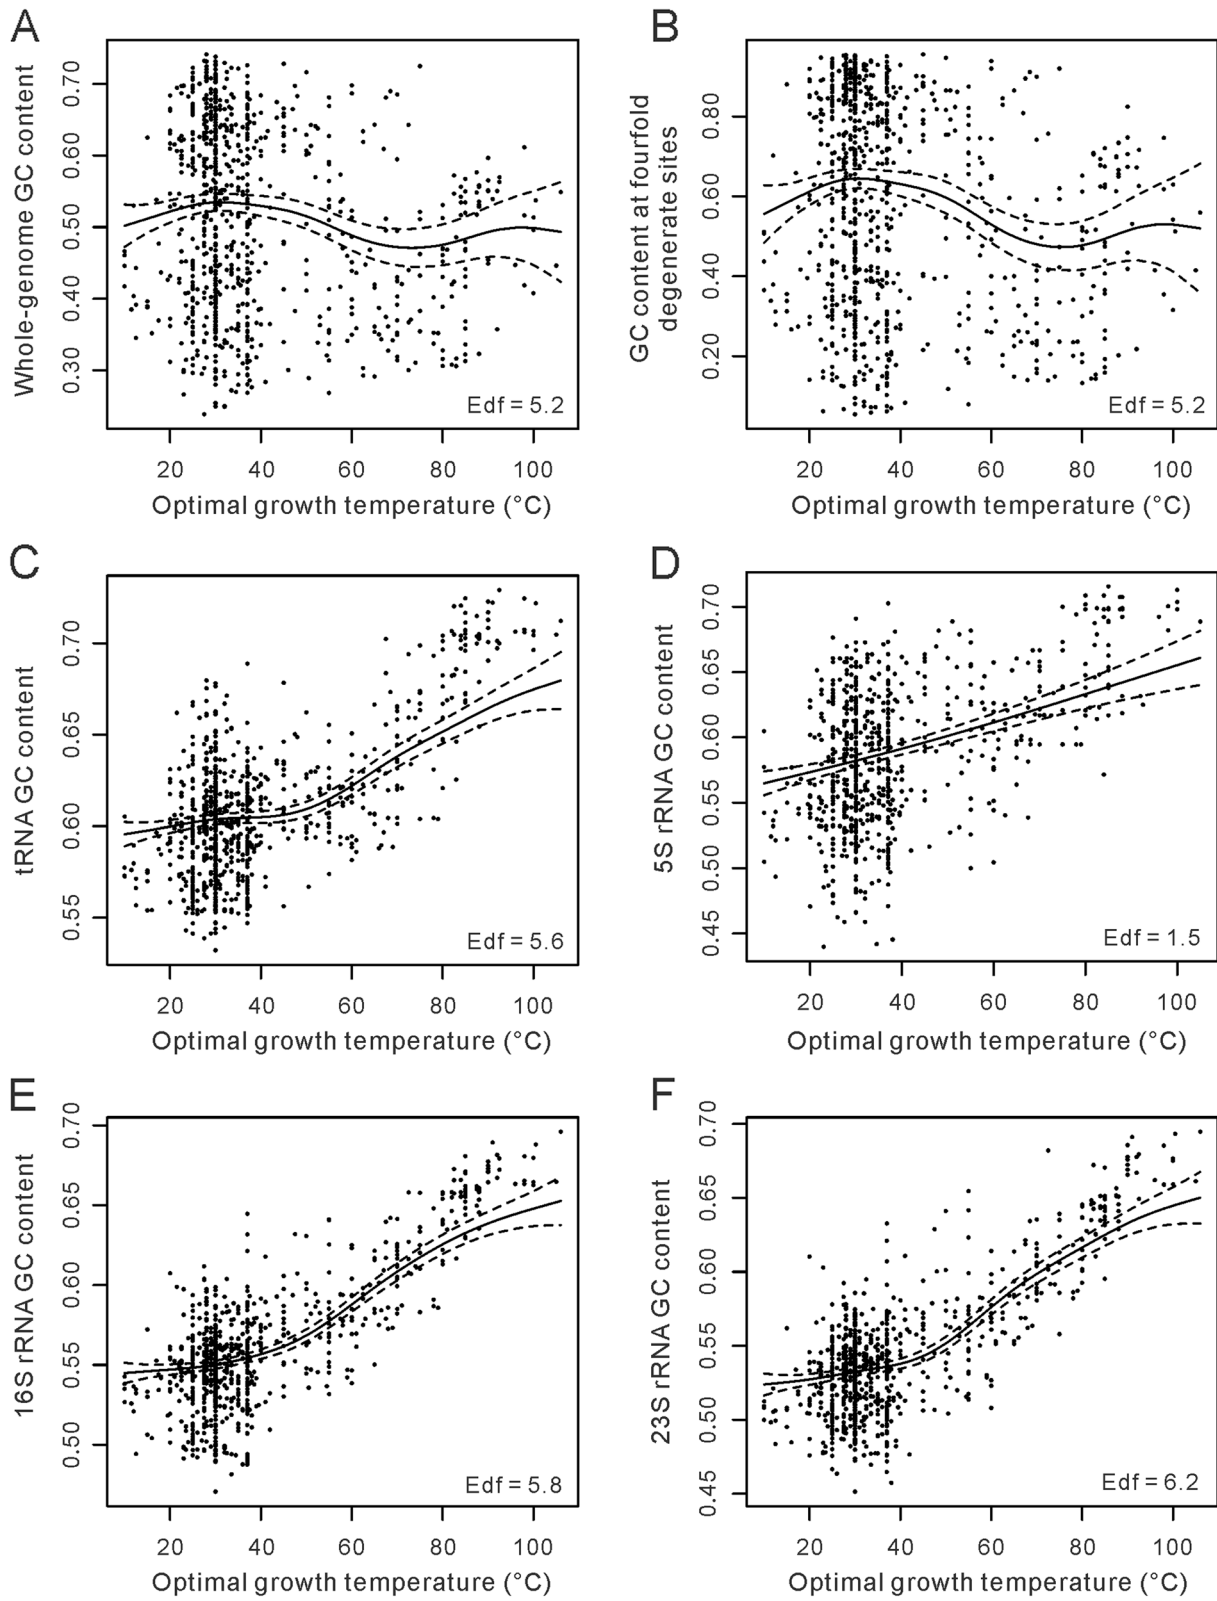 A
Whole-genome GC content
0.70
0.60
0.50
0.40
0.30
Edf = 5.2
20 40 60 80 100
Optimal growth temperature (°C)
B
GC content at fourfold
degenerate sites
0.80
0.60
0.40
0.20
Edf = 5.2
20 40 60 80 100
Optimal growth temperature (°C)
C
tRNA GC content
0.70
0.65
0.60
0.55
Edf = 5.6
20 40 60 80 100
Optimal growth temperature (°C)
D
5S rRNA GC content
0.70
0.65
0.60
0.55
0.50
0.45
Edf = 1.5
20 40 60 80 100
Optimal growth temperature (°C)
E
16S rRNA GC content
0.70
0.65
0.60
0.55
0.50
Edf = 5.8
20 40 60 80 100
Optimal growth temperature (°C)
F
23S rRNA GC content
0.70
0.65
0.60
0.55
0.50
0.45
Edf = 6.2
20 40 60 80 100
Optimal growth temperature (°C)